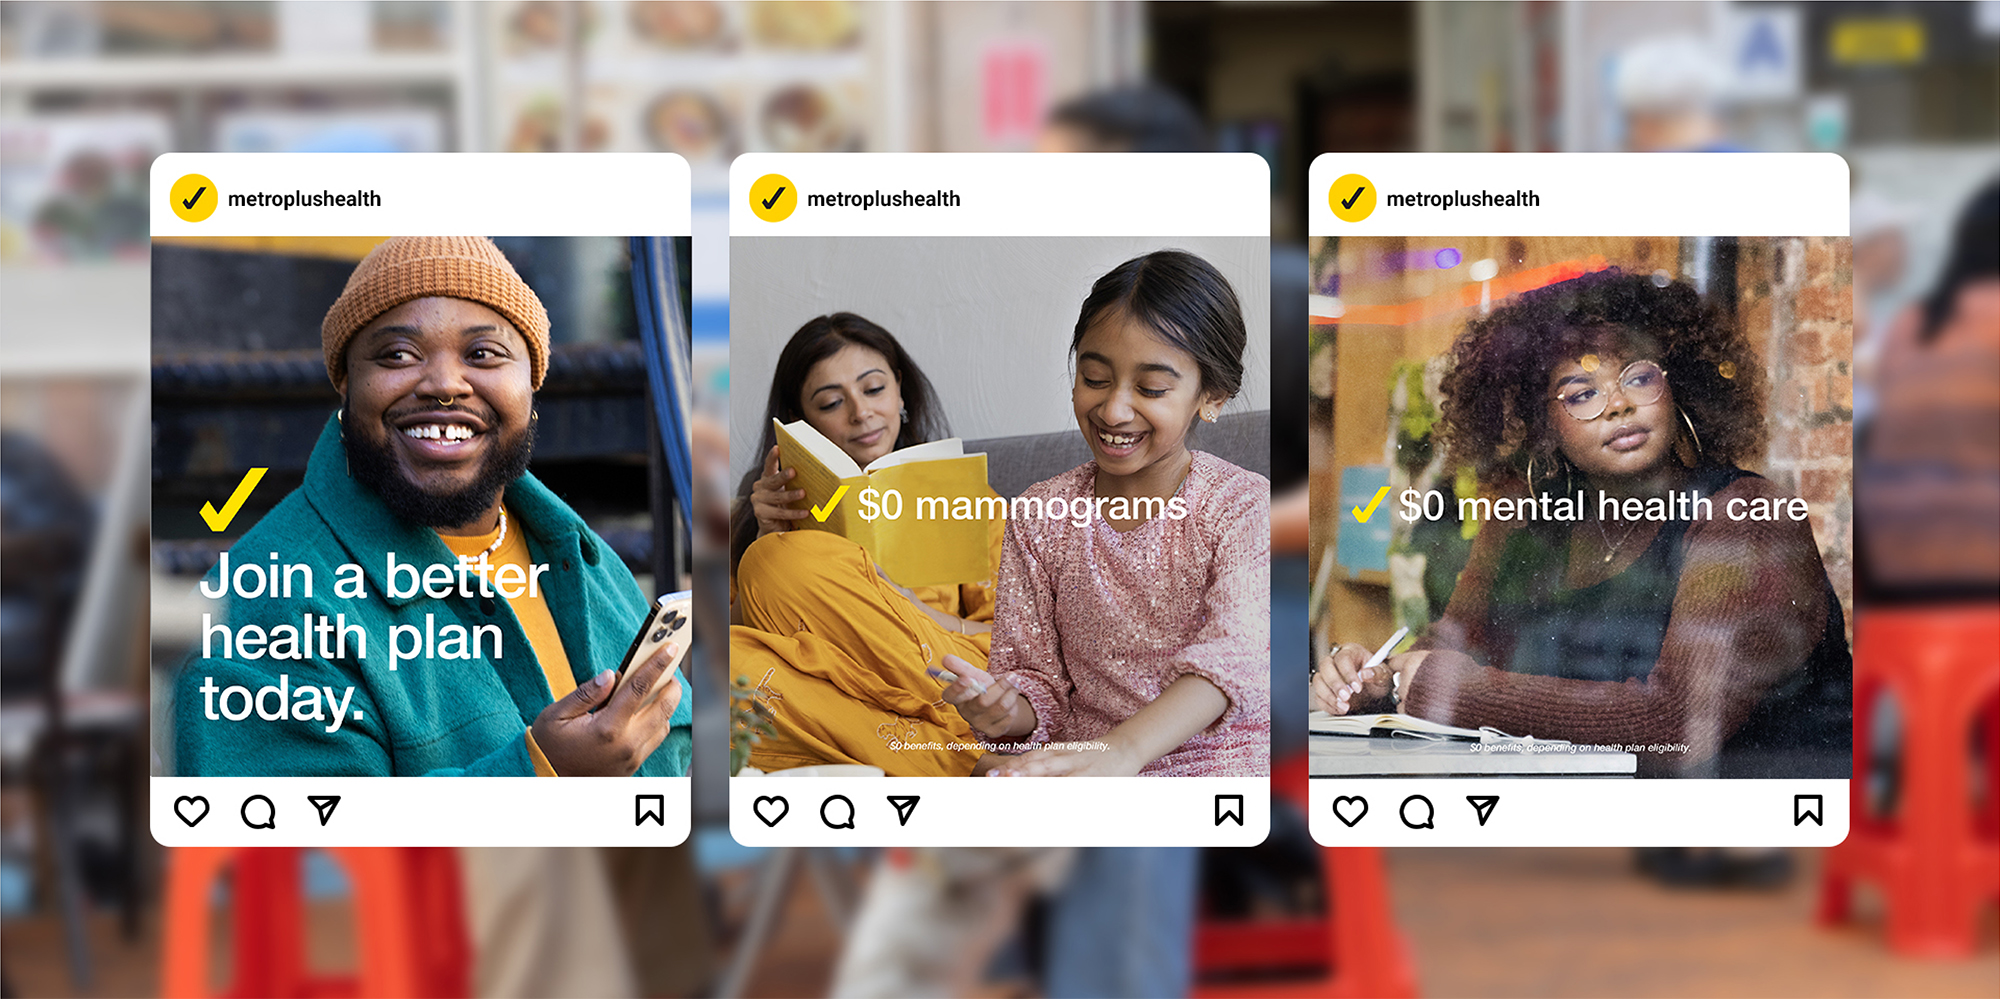 metroplushealth
Join a better
health plan
today.
metroplushealth
$0 mammograms
$0 benefits, depending on health plan eligibility.
metroplushealth
$0 mental health care
$0 benefits, depending on health plan eligibility.
A